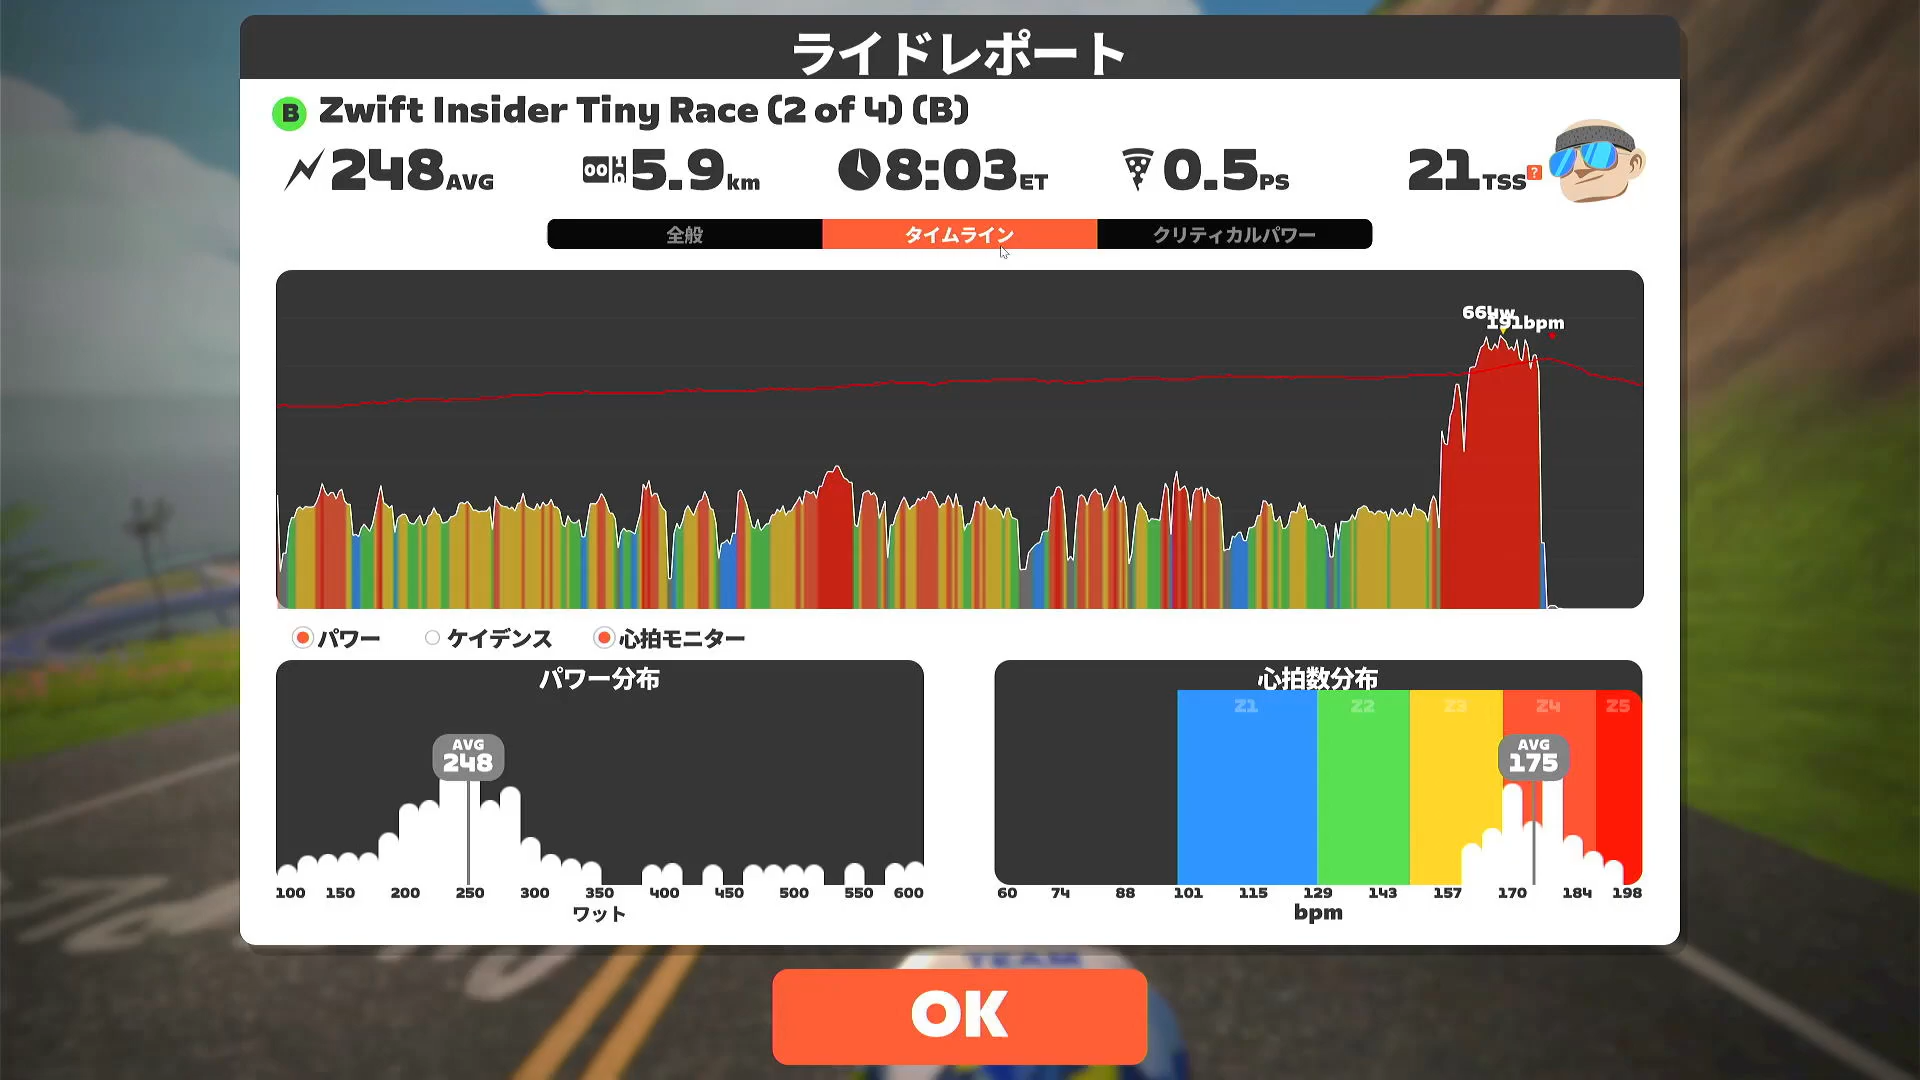 ライドレポート
B Zwift Insider Tiny Race (2 of 4) (B)
248AVG 5.9km 8:03ET 0.5PS 21TSS ?
全般 タイムライン クリティカルパワー
664w
191bpm
パワー ケイデンス 心拍モニター
パワー分布
AVG
248
100 150 200 250 300 350 400 450 500 550 600
ワット
心拍数分布
Z1 Z2 Z3 Z4 Z5
AVG
175
60 74 88 101 115 129 143 157 170 184 198
bpm
TEAM
OK